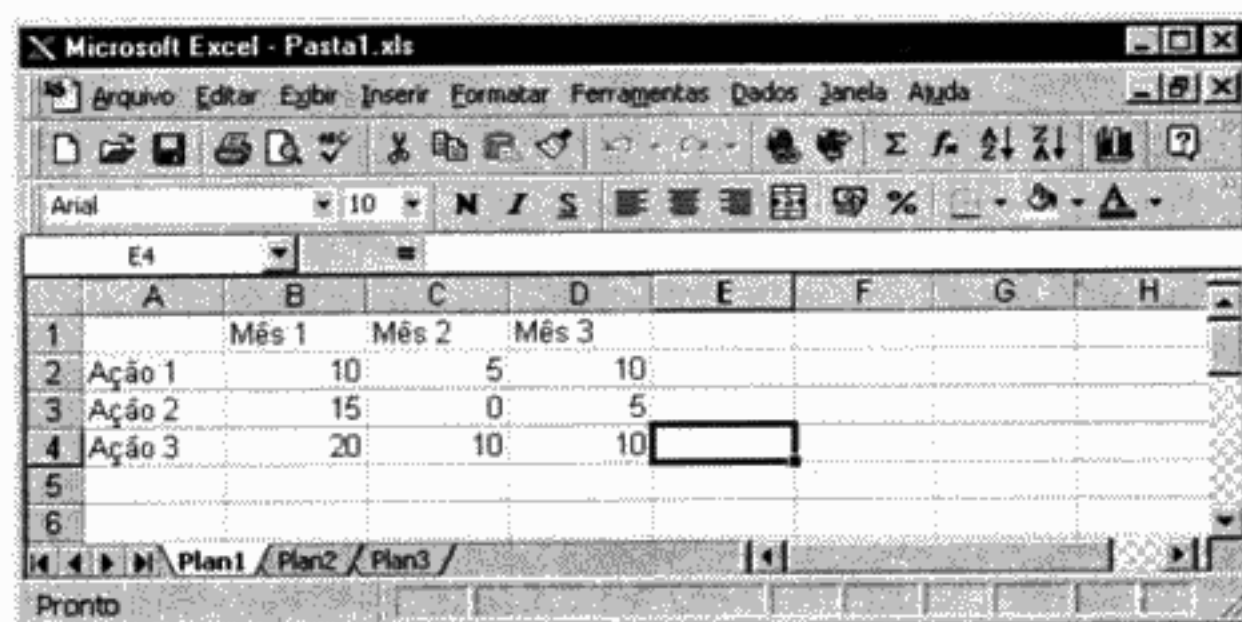 Microsoft Excel - Pasta1.xls
Arquivo Editar Exibir Inserir Formatar Ferramentas Dados Janela Ajuda
Arial 10 N I S %
E4 =
A B C D E F G H
1 Mês 1 Mês 2 Mês 3
2 Ação 1 10 5 10
3 Ação 2 15 0 5
4 Ação 3 20 10 10
5
6
Plan1 Plan2 Plan3
Pronto